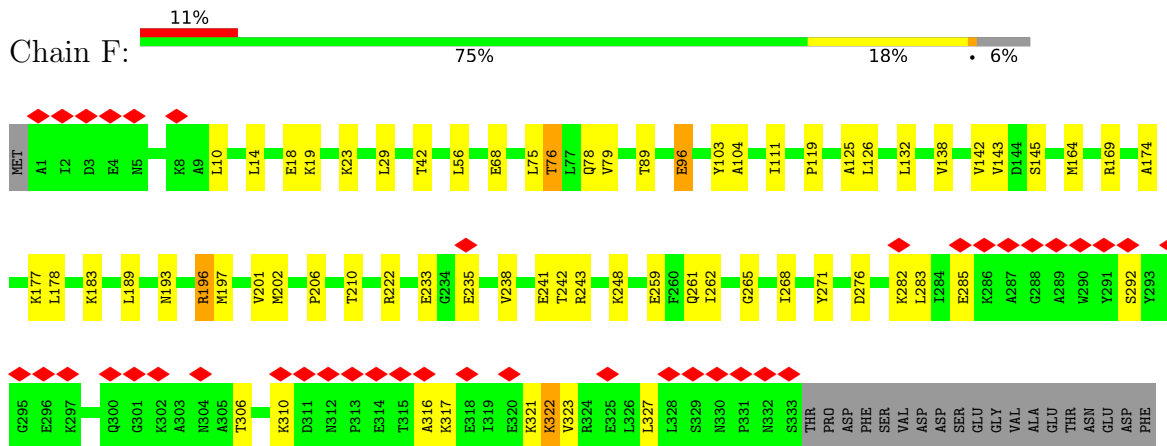 11%
Chain F:
75% 18% • 6%
MET A1 I2 D3 E4 N5 K8 A9 L10 L14 E18 K19 K23 L29 T42 L56 E68 L75 T76 L77 Q78 V79 T89 E96 Y103 A104 I111 P119 A125 L126 L132 V138 V142 V143 D144 S145 M164 R169 A174
K177 L178 K183 L189 N193 R196 M197 V201 M202 P206 T210 R222 E233 G234 E235 V238 E241 T242 R243 K248 E259 F260 Q261 I262 G265 I268 Y271 D276 K282 L283 I284 E285 K286 A287 G288 A289 W290 Y291 S292 Y293
G295 E296 K297 Q300 G301 K302 A303 N304 A305 T306 K310 D311 N312 P313 E314 T315 A316 K317 E318 I319 E320 K321 K322 V323 R324 E325 L326 L327 L328 S329 N330 P331 N332 S333 THR PRO ASP PHE SER VAL ASP ASP SER GLU GLY VAL ALA GLU THR ASN GLU ASP PHE